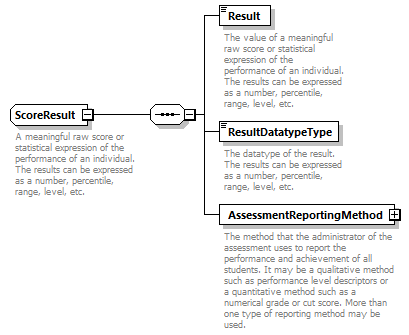 Result
The value of a meaningful
raw score or statistical
expression of the
performance of an individual.
The results can be expressed
as a number, percentile,
range, level, etc.
ScoreResult
A meaningful raw score or
statistical expression of the
performance of an individual.
The results can be expressed
as a number, percentile,
range, level, etc.
ResultDatatypeType
The datatype of the result.
The results can be expressed
as a number, percentile,
range, level, etc.
AssessmentReportingMethod
The method that the administrator of the
assessment uses to report the
performance and achievement of all
students. It may be a qualitative method
such as performance level descriptors or
a quantitative method such as a
numerical grade or cut score. More than
one type of reporting method may be
used.